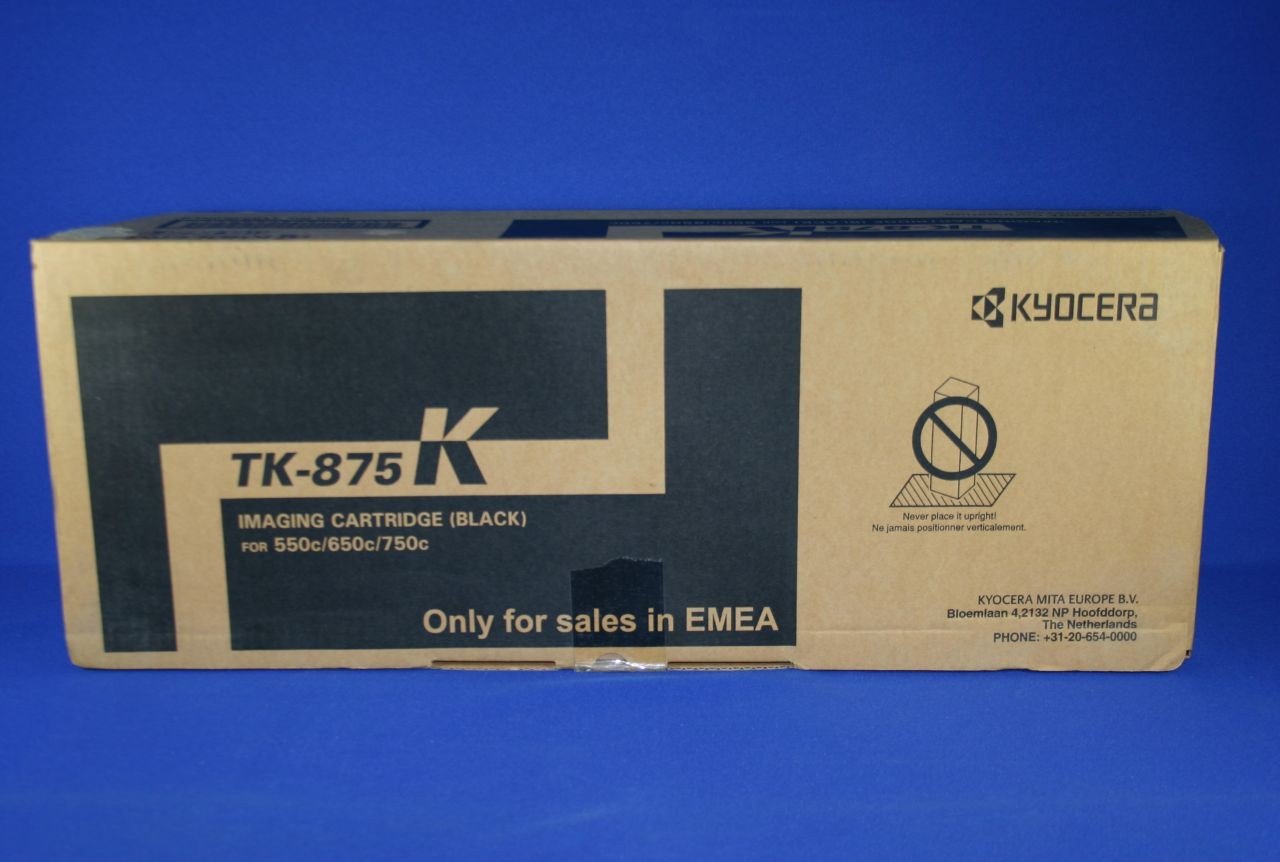 TK-875K
KYOCERA
TK-875 K
IMAGING CARTRIDGE (BLACK)
FOR 550c/650c/750c
Only for sales in EMEA
Never place it upright!
Ne jamais positionner verticalement.
KYOCERA MITA EUROPE B.V.
Bloemlaan 4,2132 NP Hoofddorp,
The Netherlands
PHONE: +31-20-654-0000